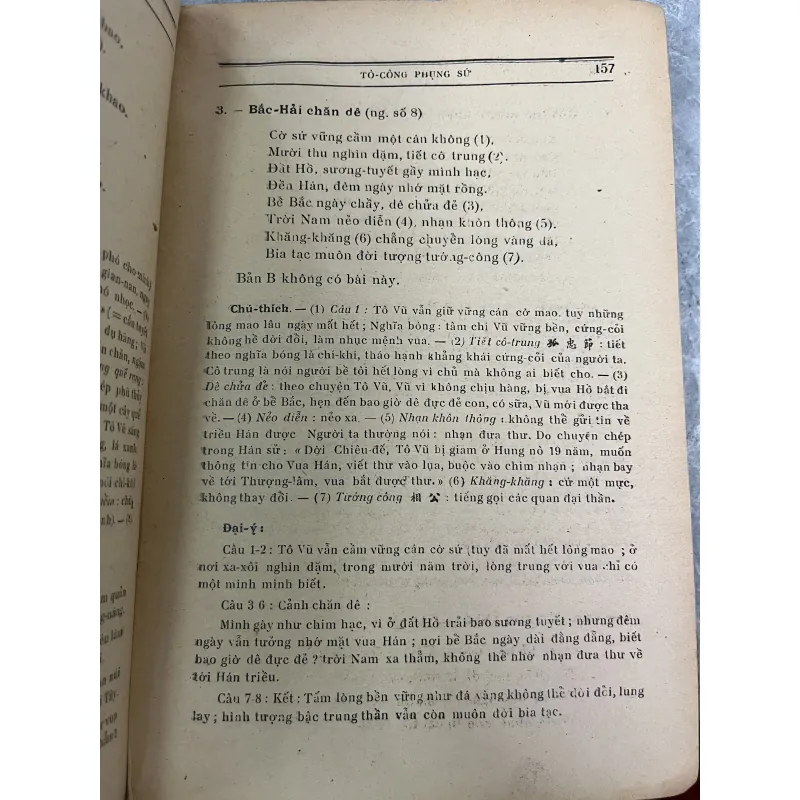 hao,
khao.
TÔ-CÔNG PHỤNG SỨ
157
3. — Bắc-Hải chăn dê (ng. số 8)
Cờ sứ vững cầm một cán không (1),
Mười thu nghìn dặm, tiết cô trung (2).
Đất Hồ, sương-tuyết gầy mình hạc,
Đền Hán, đêm ngày nhớ mặt rồng.
Bể Bắc ngày chầy, dê chửa đẻ (3),
Trời Nam nẻo diễn (4), nhạn khôn thông (5).
Khăng-khăng (6) chẳng chuyển lòng vàng đá,
Bia tạc muôn đời tượng tướng-công (7).
Bản B không có bài này.
Chú-thích. — (1) Câu 1 : Tô Vũ vẫn giữ vững cán cờ mao, tuy những
lông mao lâu ngày mất hết ; Nghĩa bóng : tâm chí Vũ vững bền, cứng-cỏi
không hề dời đổi, làm nhục mệnh vua. — (2) Tiết cô-trung 孤 忠 節 : tiết
theo nghĩa bóng là chí-khí, tháo hạnh khảng khái cứng-cỏi của người ta.
Cô trung là nói người bề tôi hết lòng vì chủ mà không ai biết cho. — (3)
Dê chửa đẻ : theo chuyện Tô Vũ, Vũ vì không chịu hàng, bị vua Hồ bắt đi
chăn dê ở bể Bắc, hẹn đến bao giờ dê đực đẻ con, có sữa, Vũ mới được tha
về. — (4) Nẻo diễn : nẻo xa. — (5) Nhạn khôn thông : không thể gửi tin về
triều Hán được Người ta thường nói : nhạn đưa thư. Do chuyện chép
trong Hán sử : « Đời Chiêu-đế, Tô Vũ bị giam ở Hung nô 19 năm, muốn
thông tin cho Vua Hán, viết thư vào lụa, buộc vào chim nhạn ; nhạn bay
về tới Thượng-lâm, vua bắt được thư. » (6) Khăng-khăng : cứ một mực,
không thay đổi. — (7) Tướng công 相 公 : tiếng gọi các quan đại thần.
Đại-ý :
Câu 1-2 : Tô Vũ vẫn cầm vững cán cờ sứ (tuy đã mất hết lông mao ; ở
nơi xa-xôi nghìn dặm, trong mười năm trời, lòng trung với vua chỉ có
một mình mình biết.
Câu 3 6 : Cảnh chăn dê :
Mình gầy như chim hạc, vì ở đất Hồ trải bao sương tuyết ; nhưng đêm
ngày vẫn tưởng nhớ mặt vua Hán ; nơi bể Bắc ngày dài đằng đẵng, biết
bao giờ dê đực đẻ ? trời Nam xa thẳm, không thể nhờ nhạn đưa thư về
tới Hán triều.
Câu 7-8 : Kết : Tấm lòng bền vững như đá vàng không thể dời đổi, lung
lay ; hình tượng bậc trung thần vẫn còn muôn đời bia tạc.